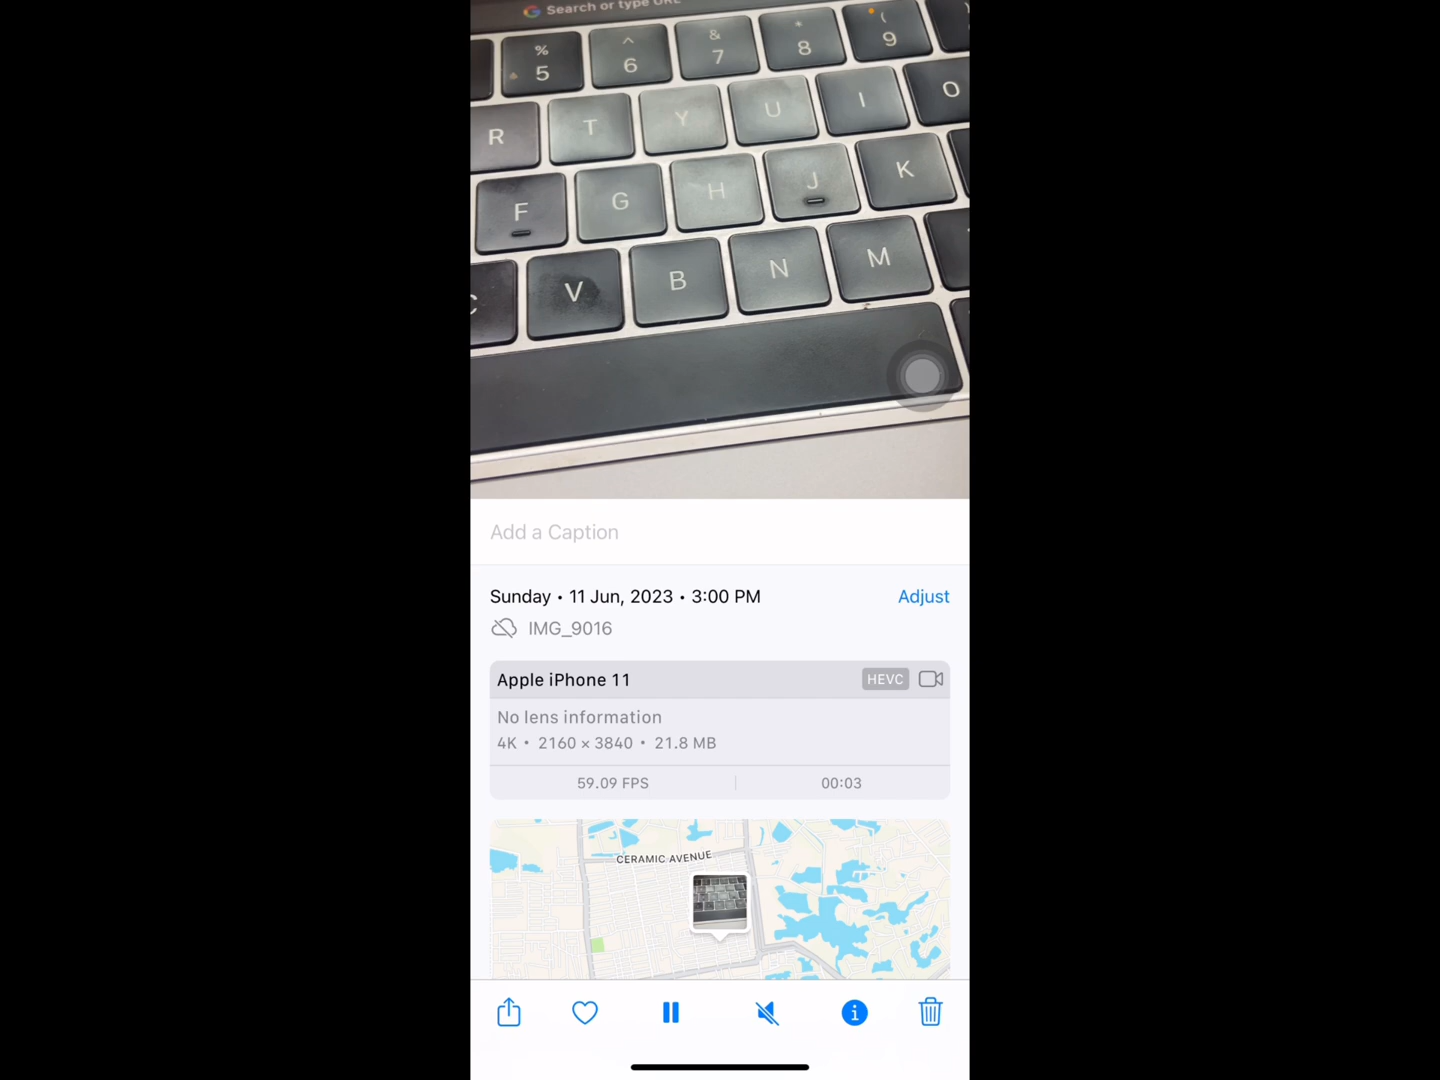 Search or type URL
% ^ & * (
5 6 7 8 9
R T Y U I O
F G H J K
C V B N M
Add a Caption
Sunday • 11 Jun, 2023 • 3:00 PM Adjust
IMG_9016
Apple iPhone 11 HEVC
No lens information
4K • 2160 × 3840 • 21.8 MB
59.09 FPS 00:03
CERAMIC AVENUE